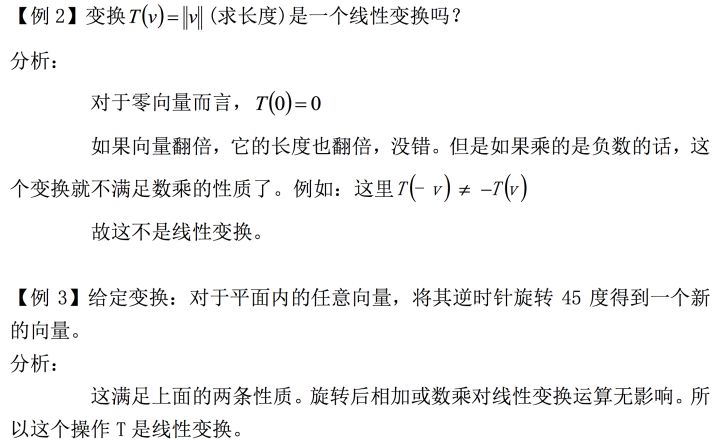 【例 2】变换T(v)=‖v‖ (求长度)是一个线性变换吗？
分析：
对于零向量而言，T(0)=0
如果向量翻倍，它的长度也翻倍，没错。但是如果乘的是负数的话，这
个变换就不满足数乘的性质了。例如：这里T(− v) ≠ −T(v)
故这不是线性变换。
【例 3】给定变换：对于平面内的任意向量，将其逆时针旋转 45 度得到一个新
的向量。
分析：
这满足上面的两条性质。旋转后相加或数乘对线性变换运算无影响。所
以这个操作 T 是线性变换。